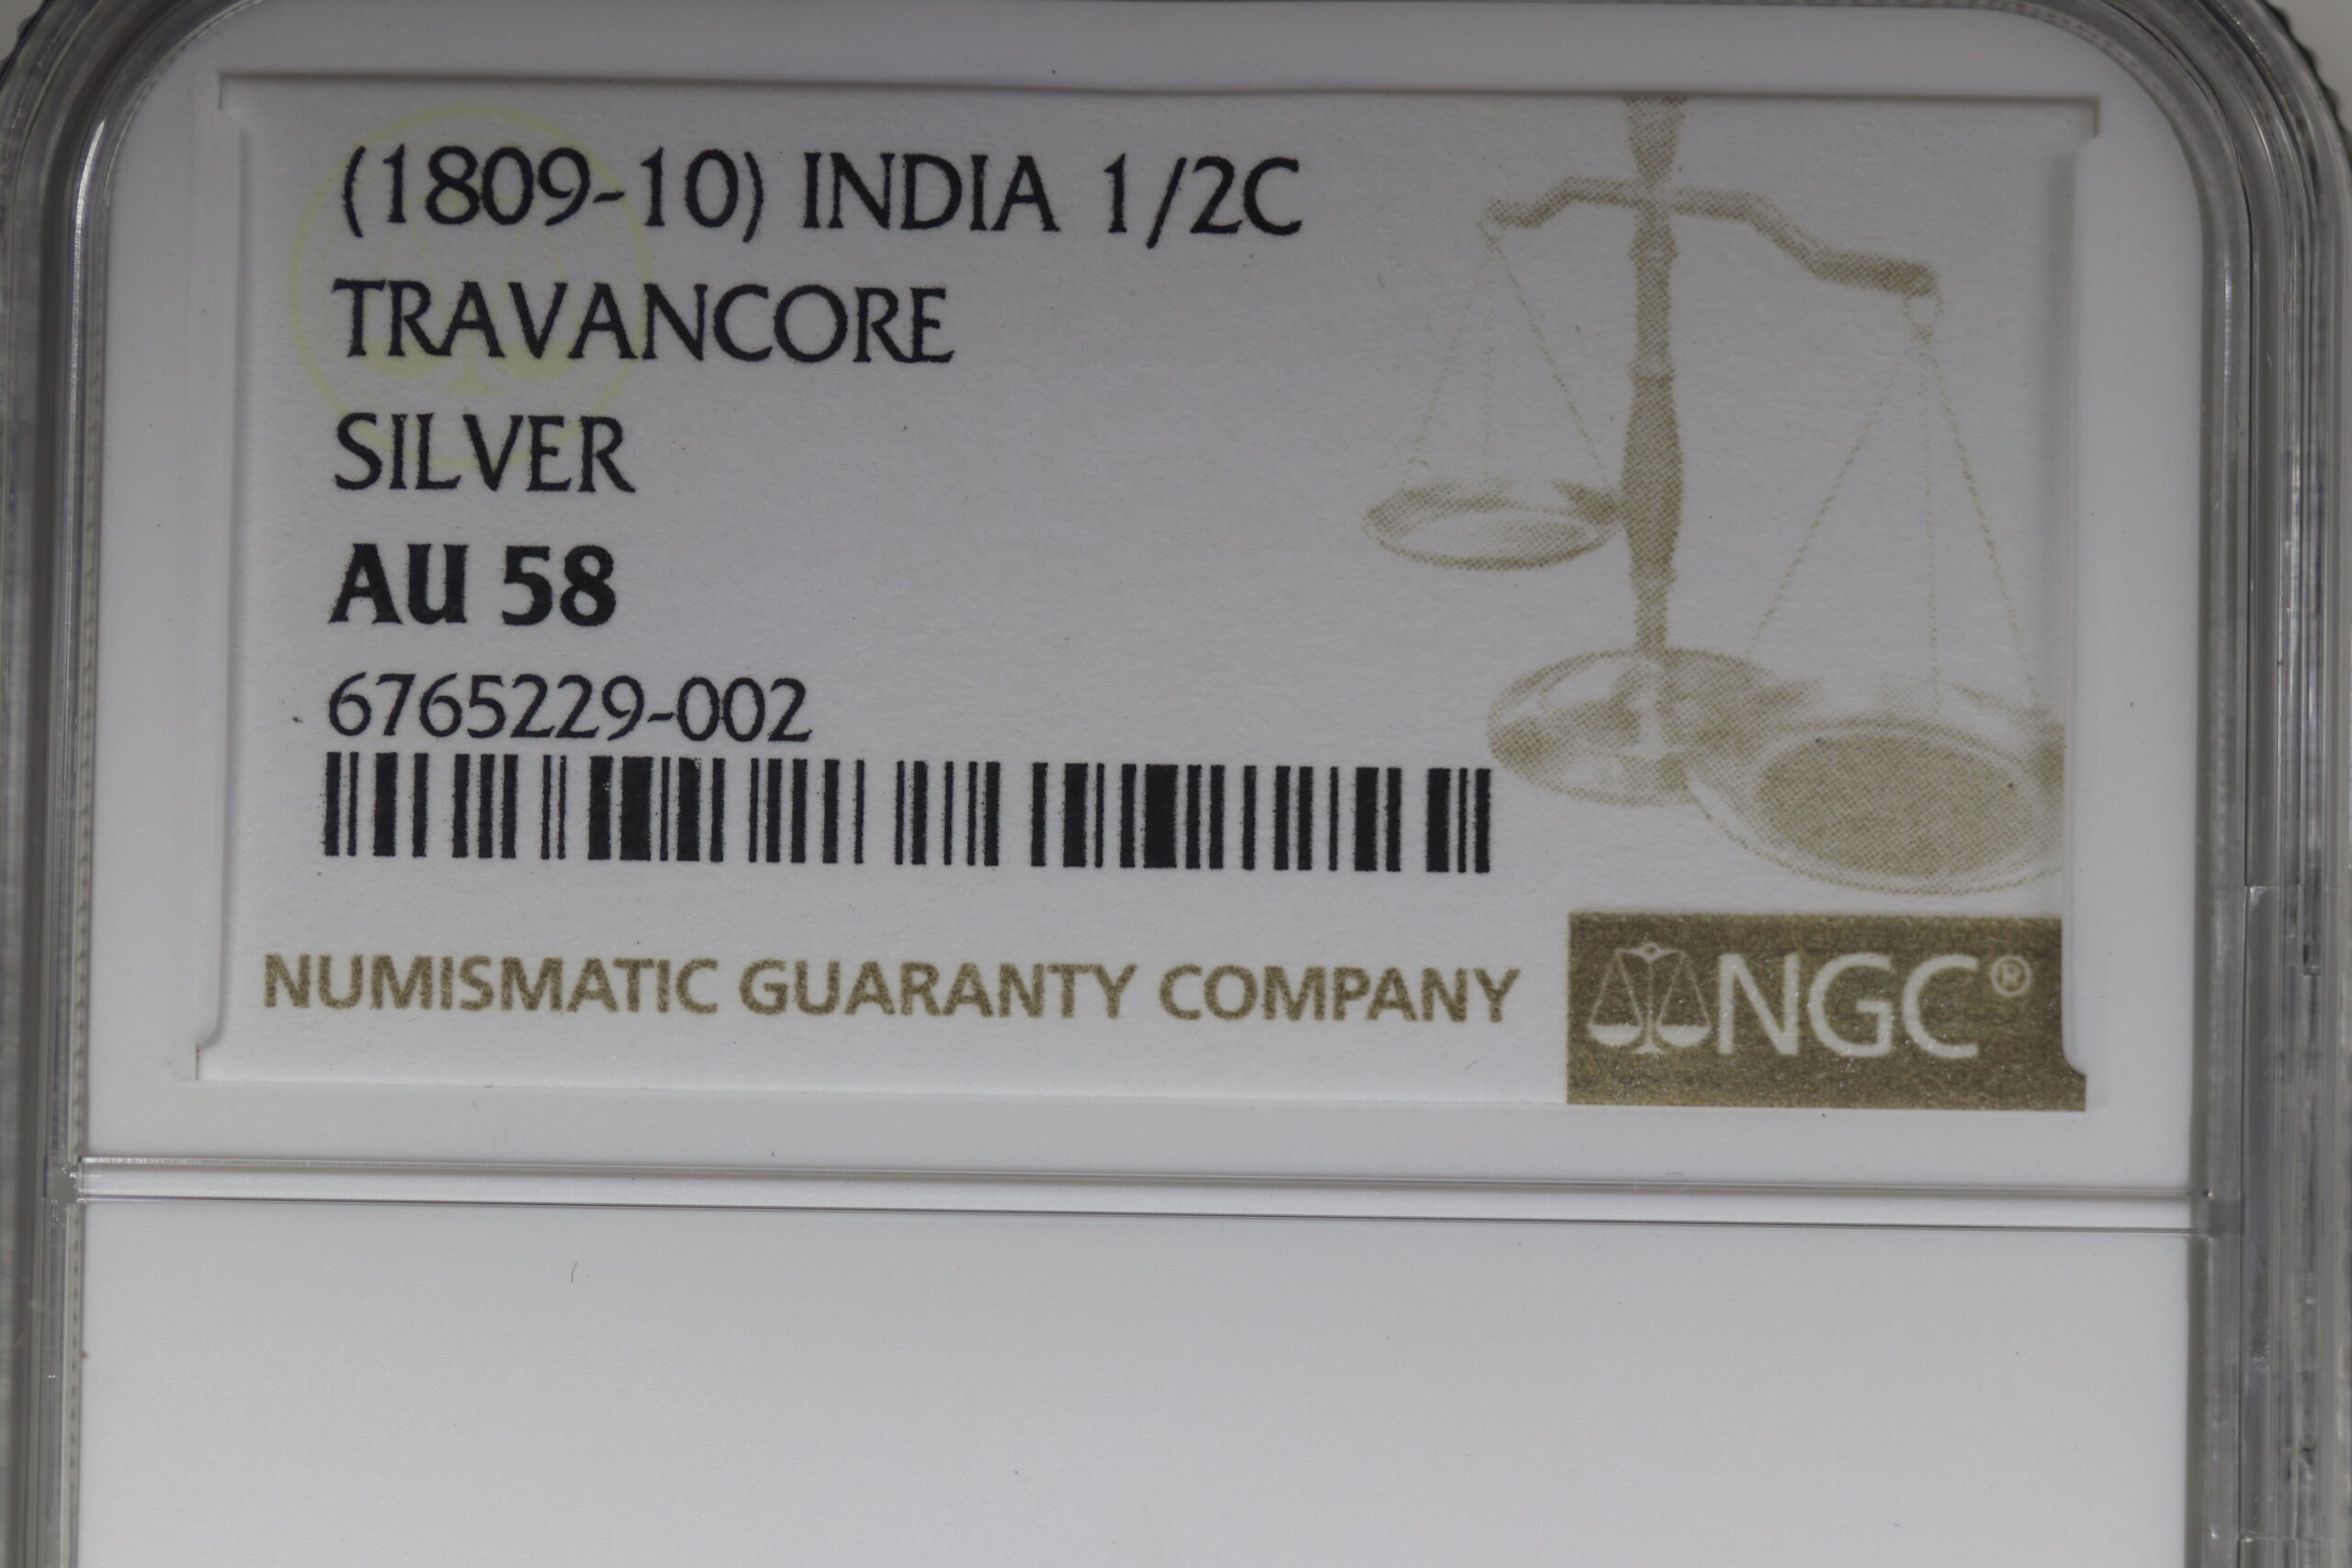 (1809-10) INDIA 1/2C
TRAVANCORE
SILVER
AU 58
6765229-002
NUMISMATIC GUARANTY COMPANY
NGC®